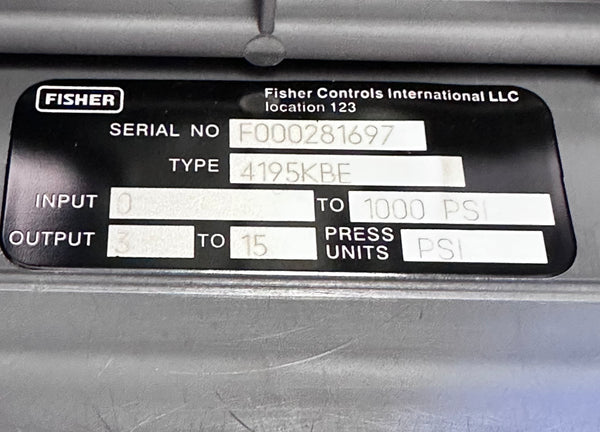 FISHER
Fisher Controls International LLC
location 123
SERIAL NO F000281697
TYPE 4195KBE
INPUT 0 TO 1000 PSI
OUTPUT 3 TO 15 PRESS UNITS PSI